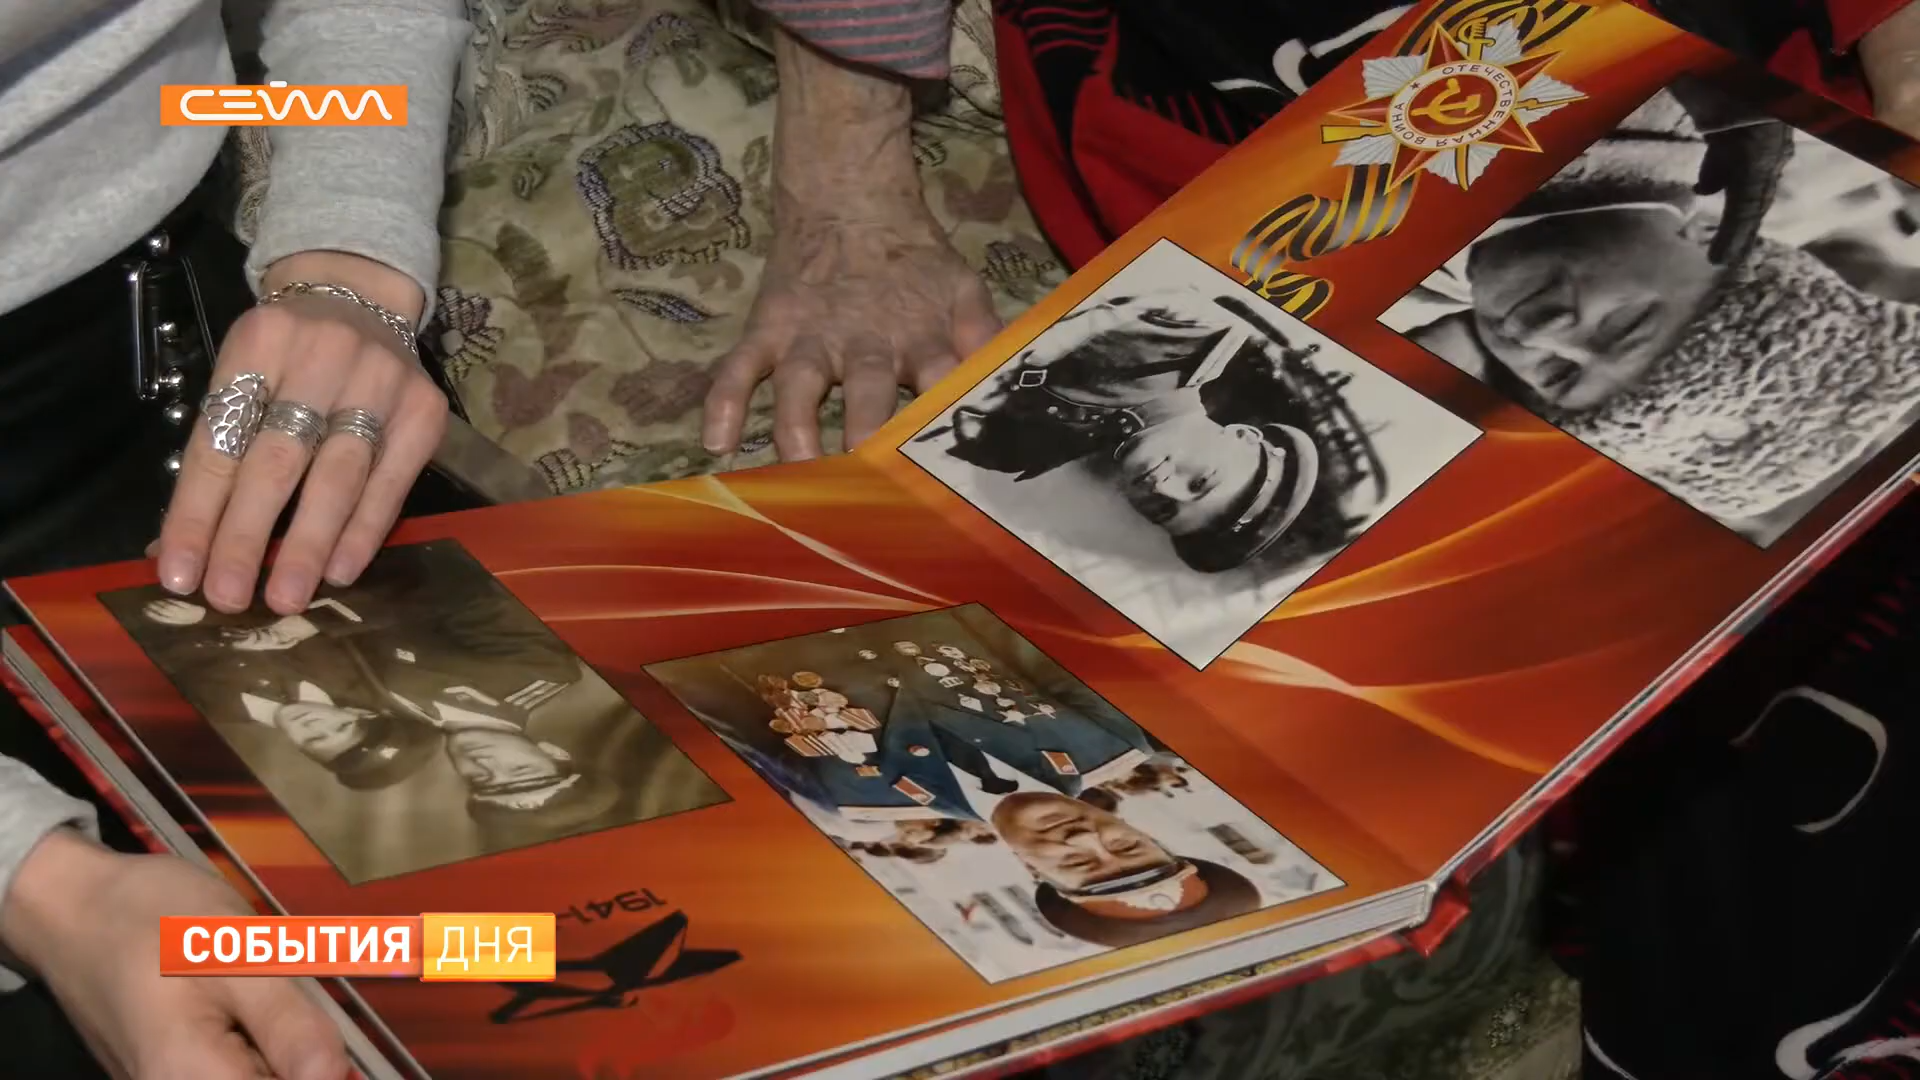 СЕЙМ
ОТЕЧЕСТВЕННАЯ ВОЙНА
1941-
СОБЫТИЯ ДНЯ